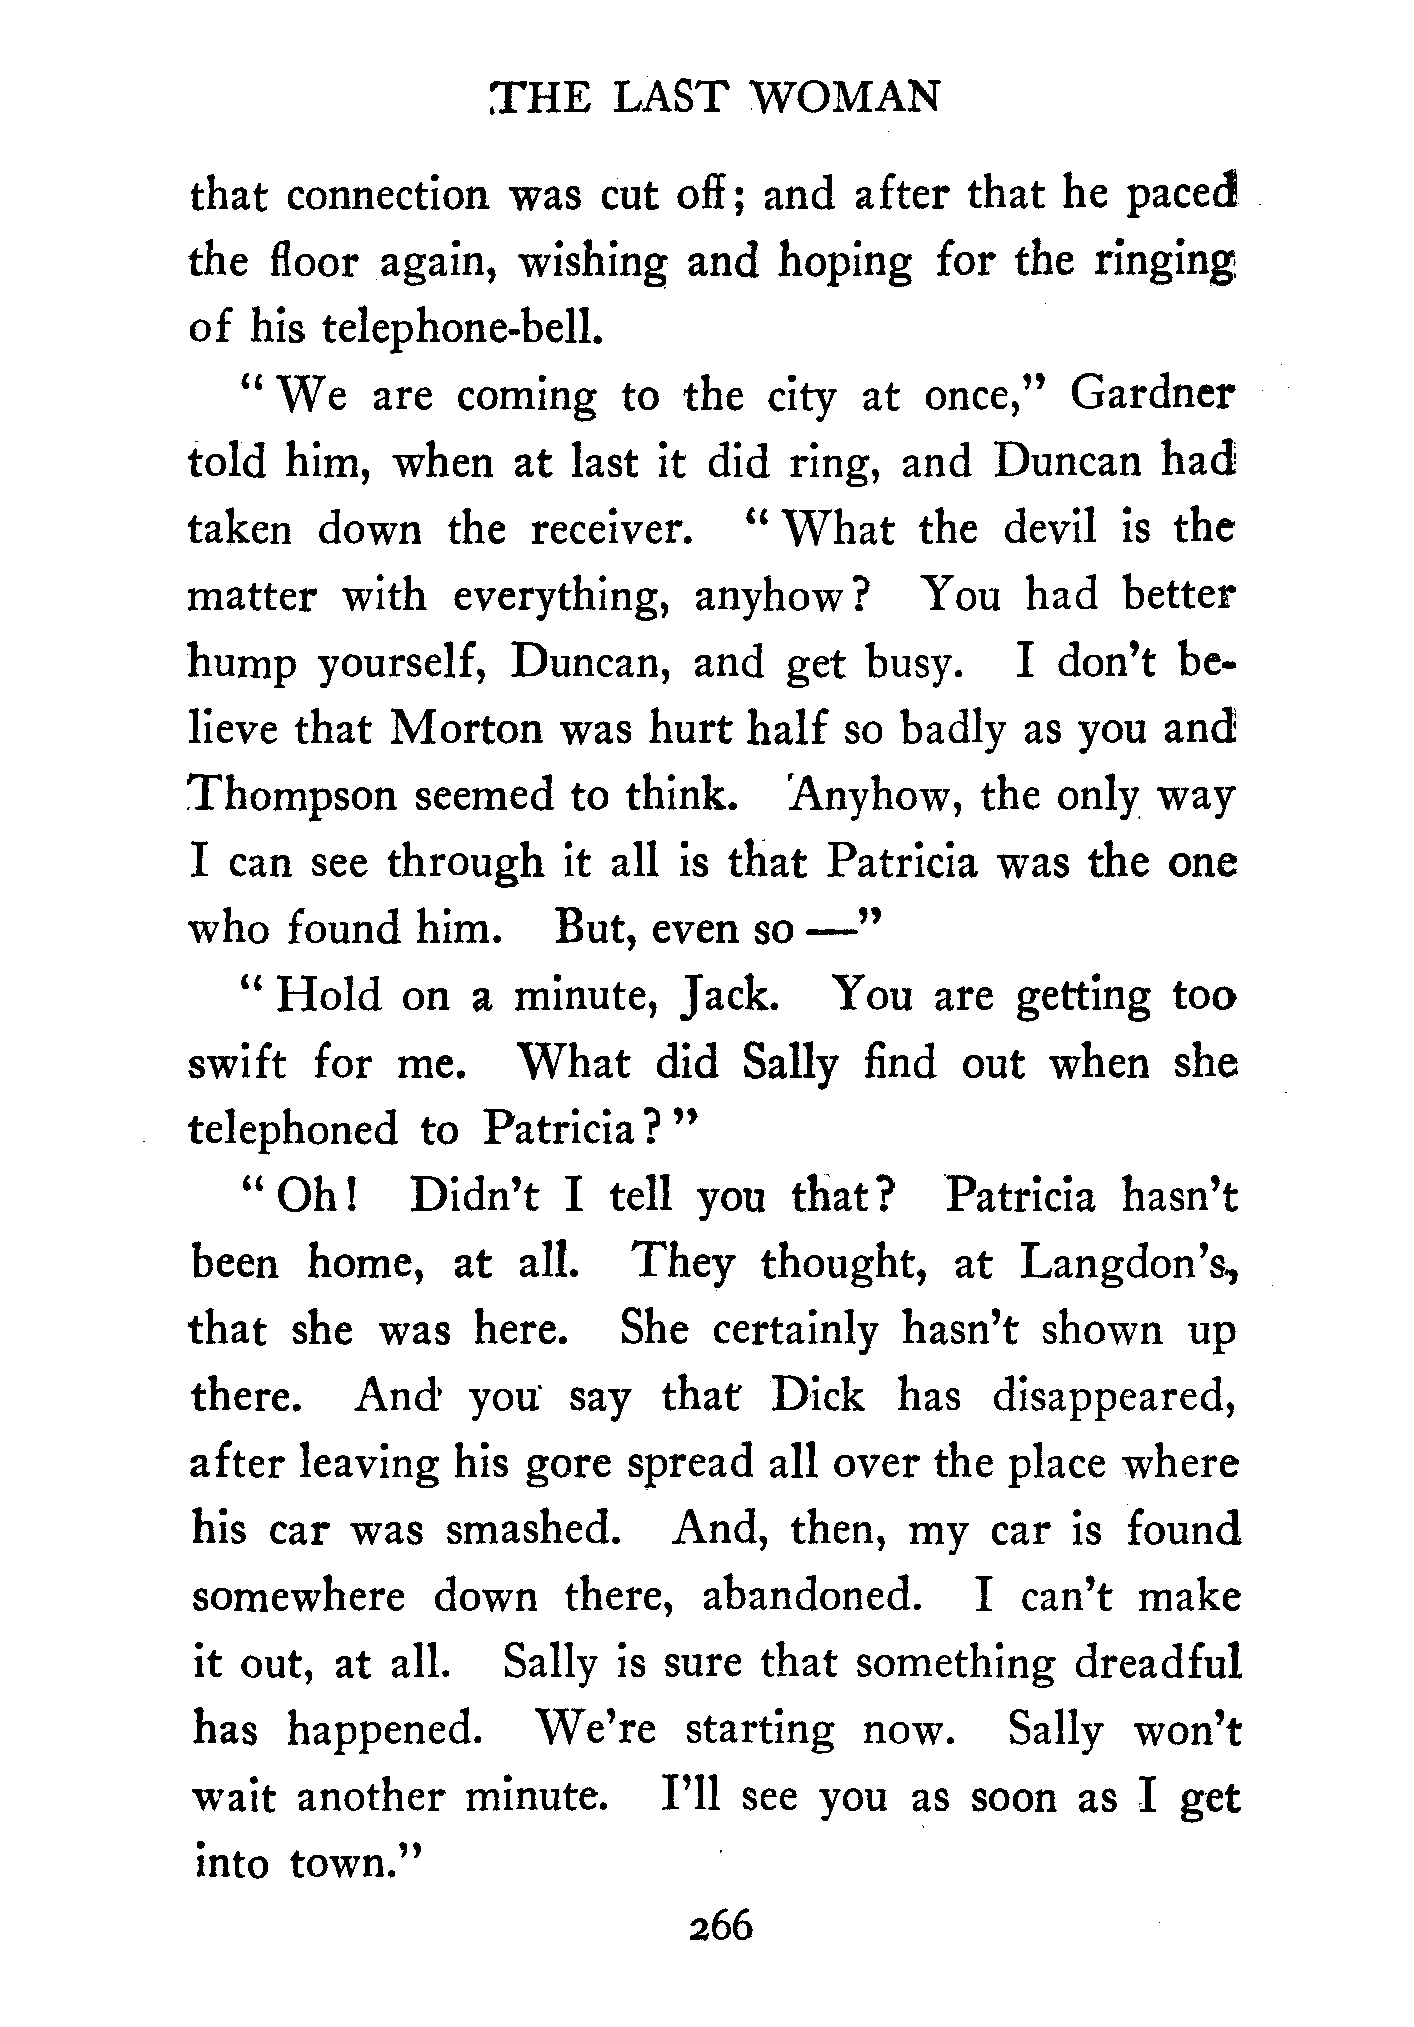 THE LAST WOMAN
that connection was cut off; and after that he paced
the floor again, wishing and hoping for the ringing
of his telephone-bell.
"We are coming to the city at once," Gardner
told him, when at last it did ring, and Duncan had
taken down the receiver. "What the devil is the
matter with everything, anyhow? You had better
hump yourself, Duncan, and get busy. I don't be-
lieve that Morton was hurt half so badly as you and
Thompson seemed to think. Anyhow, the only way
I can see through it all is that Patricia was the one
who found him. But, even so—"
"Hold on a minute, Jack. You are getting too
swift for me. What did Sally find out when she
telephoned to Patricia?"
"Oh! Didn't I tell you that? Patricia hasn't
been home, at all. They thought, at Langdon's,
that she was here. She certainly hasn't shown up
there. And you say that Dick has disappeared,
after leaving his gore spread all over the place where
his car was smashed. And, then, my car is found
somewhere down there, abandoned. I can't make
it out, at all. Sally is sure that something dreadful
has happened. We're starting now. Sally won't
wait another minute. I'll see you as soon as I get
into town."
266